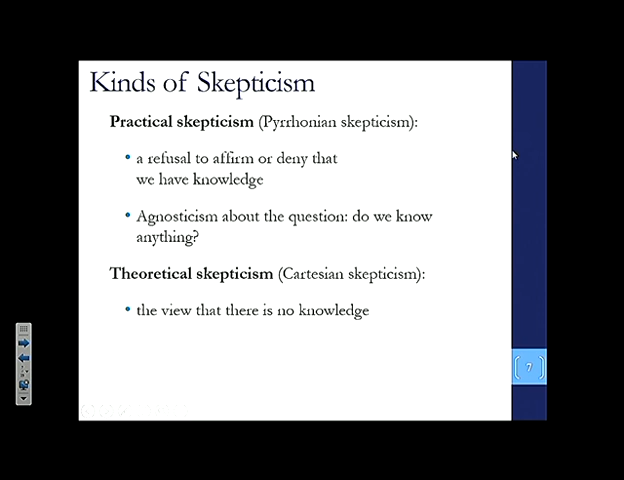 Kinds of Skepticism
Practical skepticism (Pyrrhonian skepticism):
• a refusal to affirm or deny that
we have knowledge
• Agnosticism about the question: do we know
anything?
Theoretical skepticism (Cartesian skepticism):
• the view that there is no knowledge
7